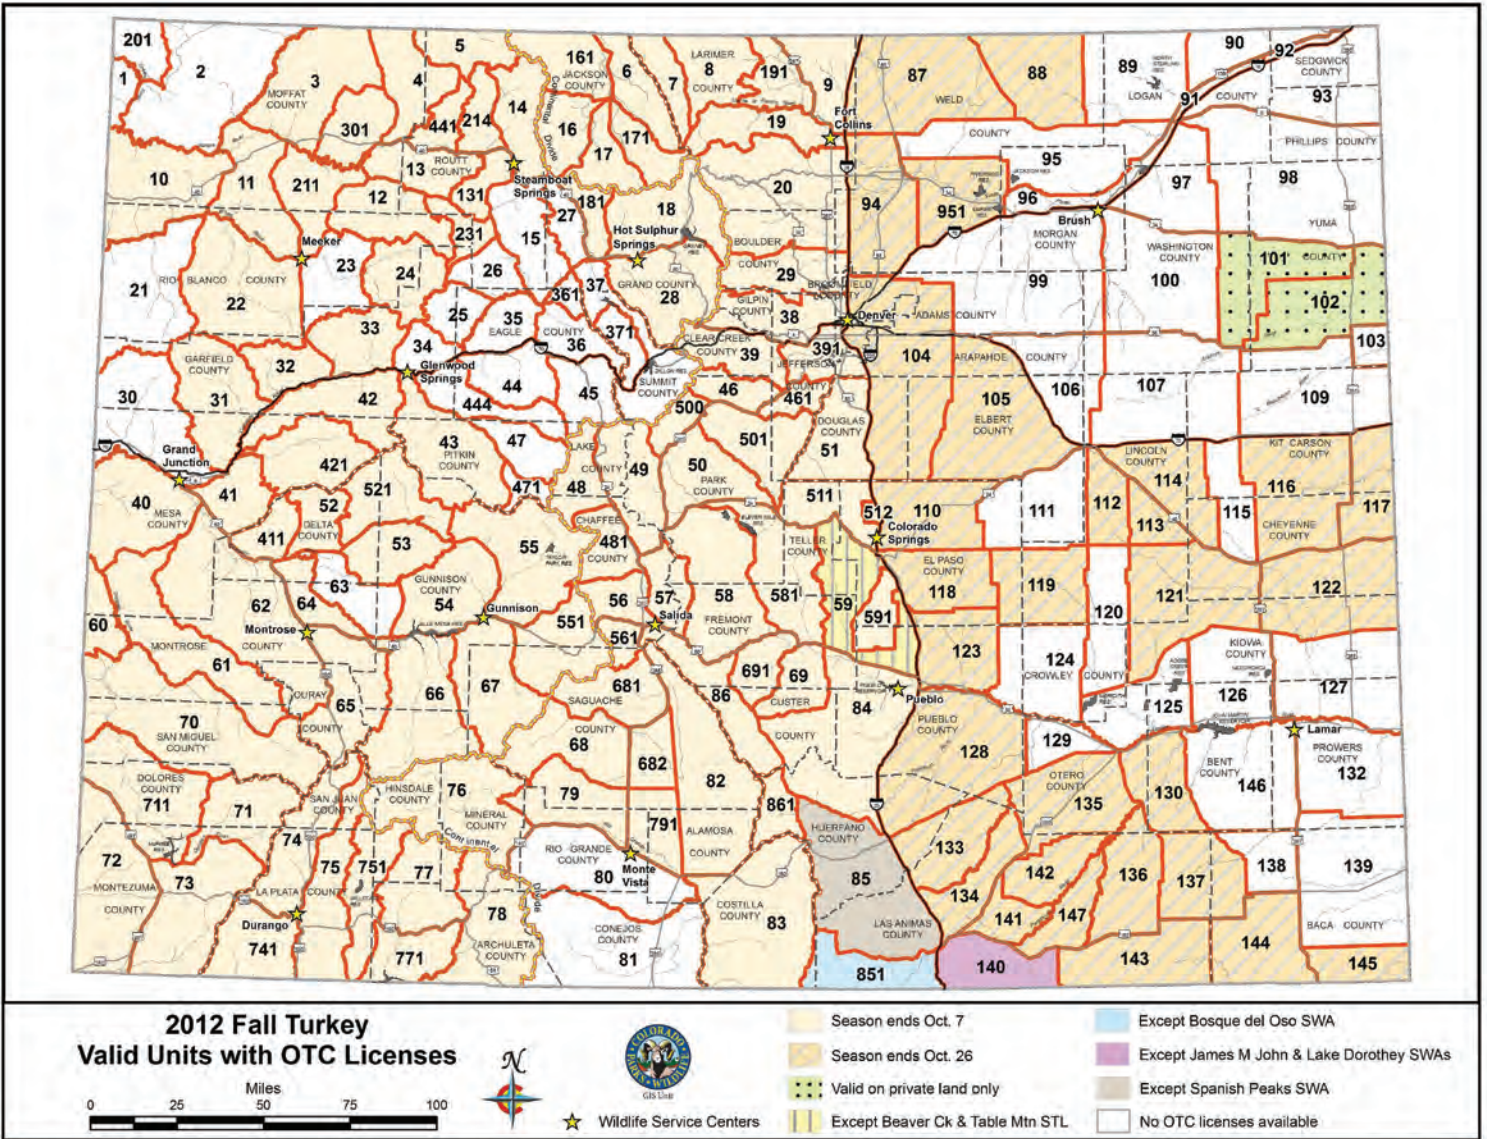 201
1
2
3
4
5
14
161
JACKSON
COUNTY
6
7
LARIMER
8
COUNTY
191
9
87
WELD
88
89
LOGAN
90
92
SEDGWICK
COUNTY
91
COUNTY
93
MOFFAT
COUNTY
301
441
214
16
17
171
19
Fort
Collins
COUNTY
PHILLIPS COUNTY
10
11
211
12
13
ROUTT
COUNTY
131
Steamboat
Springs
Continental Divide
181
27
18
20
94
951
95
96
Brush
97
98
YUMA
Meeker
23
24
231
15
26
Hot Sulphur
Springs
BOULDER
COUNTY
MORGAN
COUNTY
WASHINGTON
COUNTY
101
COUNTY
102
21
RIO BLANCO COUNTY
22
25
35
EAGLE COUNTY
36
361
37
371
GRAND COUNTY
28
29
BROOMFIELD
COUNTY
GILPIN
COUNTY
38
Denver
ADAMS COUNTY
99
100
103
33
34
Glenwood
Springs
GARFIELD
COUNTY
32
31
30
42
44
444
45
SUMMIT
COUNTY
CLEAR CREEK
COUNTY
39
391
JEFFERSON
COUNTY
46
461
104
ARAPAHOE COUNTY
105
ELBERT
COUNTY
106
107
109
Grand
Junction
43
PITKIN
COUNTY
47
471
LAKE
COUNTY
48
49
500
501
50
PARK
COUNTY
DOUGLAS
COUNTY
51
KIT CARSON
COUNTY
LINCOLN
COUNTY
40
MESA
COUNTY
41
421
52
521
DELTA
COUNTY
411
53
63
GUNNISON
COUNTY
54
55
CHAFFEE
481
COUNTY
511
512
TELLER
COUNTY
Colorado
Springs
110
EL PASO
COUNTY
118
111
112
113
114
115
116
CHEYENNE
COUNTY
117
60
62
64
Montrose
COUNTY
MONTROSE
61
Gunnison
551
56
561
57
Salida
58
FREMONT
COUNTY
581
59
591
119
120
121
122
123
124
CROWLEY COUNTY
KIOWA
COUNTY
125
126
127
70
SAN MIGUEL
COUNTY
OURAY
COUNTY
65
66
67
SAGUACHE
COUNTY
681
68
682
86
691
69
CUSTER
COUNTY
84
Pueblo
PUEBLO
COUNTY
128
129
OTERO
COUNTY
130
135
BENT
COUNTY
146
Lamar
PROWERS
COUNTY
132
DOLORES
COUNTY
711
71
SAN JUAN
COUNTY
74
HINSDALE
COUNTY
76
MINERAL
COUNTY
79
791
82
861
ALAMOSA
COUNTY
HUERFANO
COUNTY
85
133
134
142
141
147
136
137
138
139
72
MONTEZUMA
COUNTY
73
LA PLATA COUNTY
75
751
77
78
Continental Divide
RIO GRANDE
COUNTY
80
Monte
Vista
COSTILLA
COUNTY
83
LAS ANIMAS
COUNTY
Durango
741
771
ARCHULETA
COUNTY
CONEJOS
COUNTY
81
851
140
143
144
BACA COUNTY
145
2012 Fall Turkey
Valid Units with OTC Licenses
Miles
0 25 50 75 100
N
COLORADO
PARKS & WILDLIFE
GIS Unit
Wildlife Service Centers
Season ends Oct. 7
Season ends Oct. 26
Valid on private land only
Except Beaver Ck & Table Mtn STL
Except Bosque del Oso SWA
Except James M John & Lake Dorothey SWAs
Except Spanish Peaks SWA
No OTC licenses available